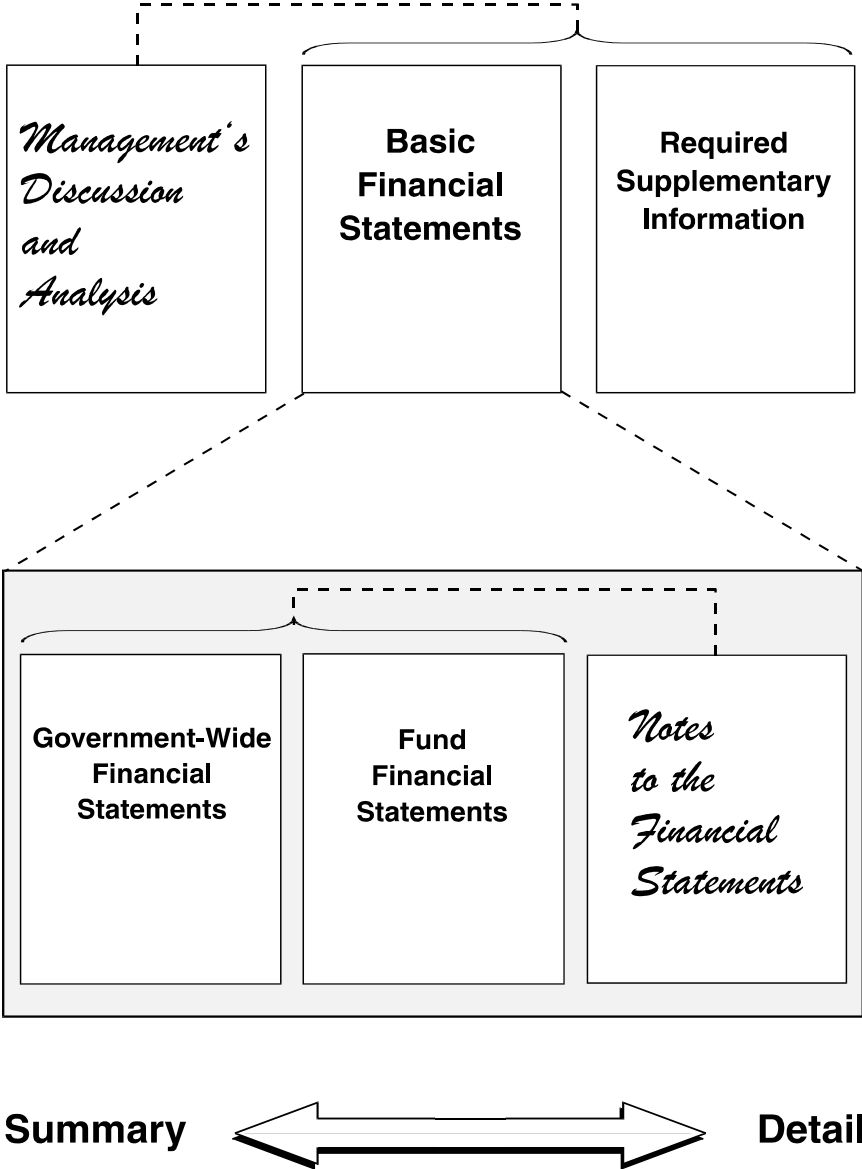 Management's
Discussion
and
Analysis
Basic
Financial
Statements
Required
Supplementary
Information
Government-Wide
Financial
Statements
Fund
Financial
Statements
Notes
to the
Financial
Statements
Summary
Detail